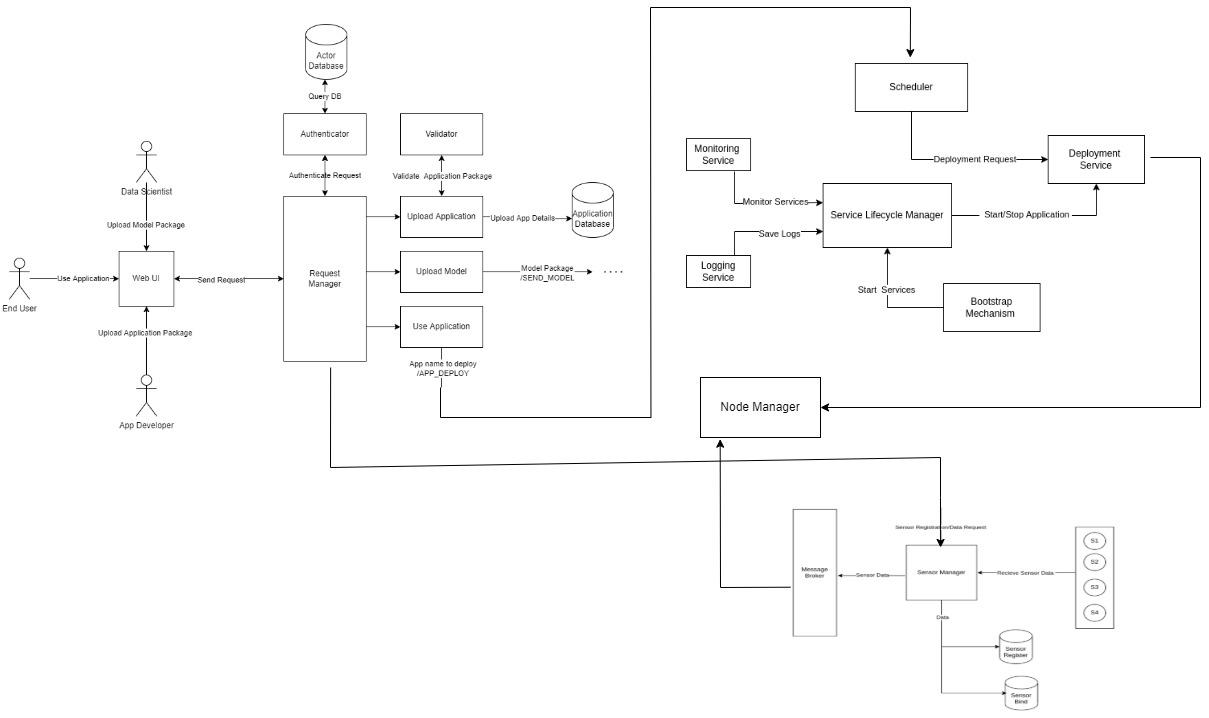 Actor
Database
Query DB
Authenticator
Validator
Authenticate Request
Validate Application Package
Data Scientist
Upload Model Package
End User
Use Application
Web UI
Send Request
Upload Application Package
App Developer
Request
Manager
Upload Application
Upload App Details
Application
Database
Upload Model
Model Package
/SEND_MODEL
. . . .
Use Application
App name to deploy
/APP_DEPLOY
Scheduler
Deployment Request
Deployment
Service
Monitoring
Service
Monitor Services
Service Lifecycle Manager
Start/Stop Application
Save Logs
Logging
Service
Start Services
Bootstrap
Mechanism
Node Manager
Sensor Registration/Data Request
Message
Broker
Sensor Data
Sensor Manager
Recieve Sensor Data
S1
S2
S3
S4
Data
Sensor
Register
Sensor
Bind